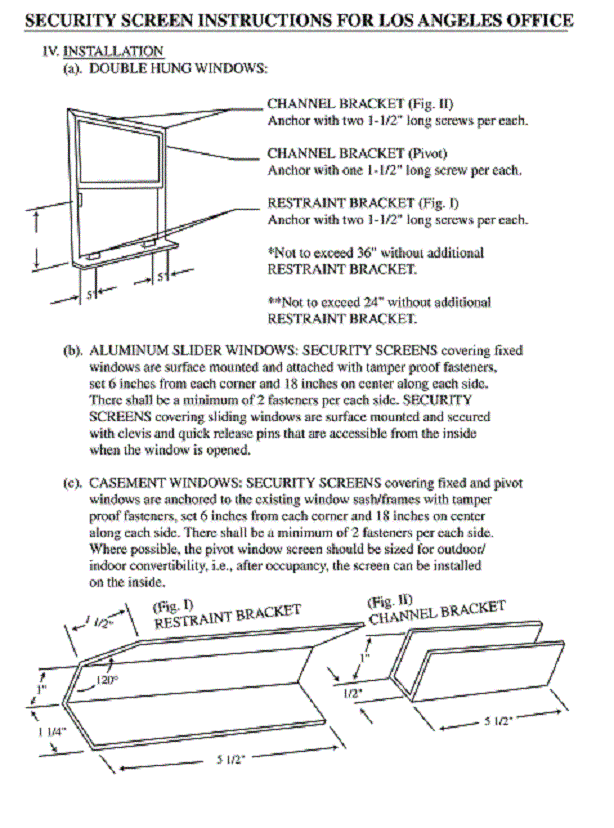 SECURITY SCREEN INSTRUCTIONS FOR LOS ANGELES OFFICE
IV. INSTALLATION
(a). DOUBLE HUNG WINDOWS:
CHANNEL BRACKET (Fig. II)
Anchor with two 1-1/2" long screws per each.
CHANNEL BRACKET (Pivot)
Anchor with one 1-1/2" long screw per each.
RESTRAINT BRACKET (Fig. I)
Anchor with two 1-1/2" long screws per each.
*Not to exceed 36" without additional
RESTRAINT BRACKET.
**Not to exceed 24" without additional
RESTRAINT BRACKET.
5"
5"
(b). ALUMINUM SLIDER WINDOWS: SECURITY SCREENS covering fixed
windows are surface mounted and attached with tamper proof fasteners,
set 6 inches from each corner and 18 inches on center along each side.
There shall be a minimum of 2 fasteners per each side. SECURITY
SCREENS covering sliding windows are surface mounted and secured
with clevis and quick release pins that are accessible from the inside
when the window is opened.
(c). CASEMENT WINDOWS: SECURITY SCREENS covering fixed and pivot
windows are anchored to the existing window sash/frames with tamper
proof fasteners, set 6 inches from each corner and 18 inches on center
along each side. There shall be a minimum of 2 fasteners per each side.
Where possible, the pivot window screen should be sized for outdoor/
indoor convertibility, i.e., after occupancy, the screen can be installed
on the inside.
(Fig. I)
RESTRAINT BRACKET
1 1/2"
120°
1"
1 1/4"
5 1/2"
(Fig. II)
CHANNEL BRACKET
1"
1/2"
5 1/2"